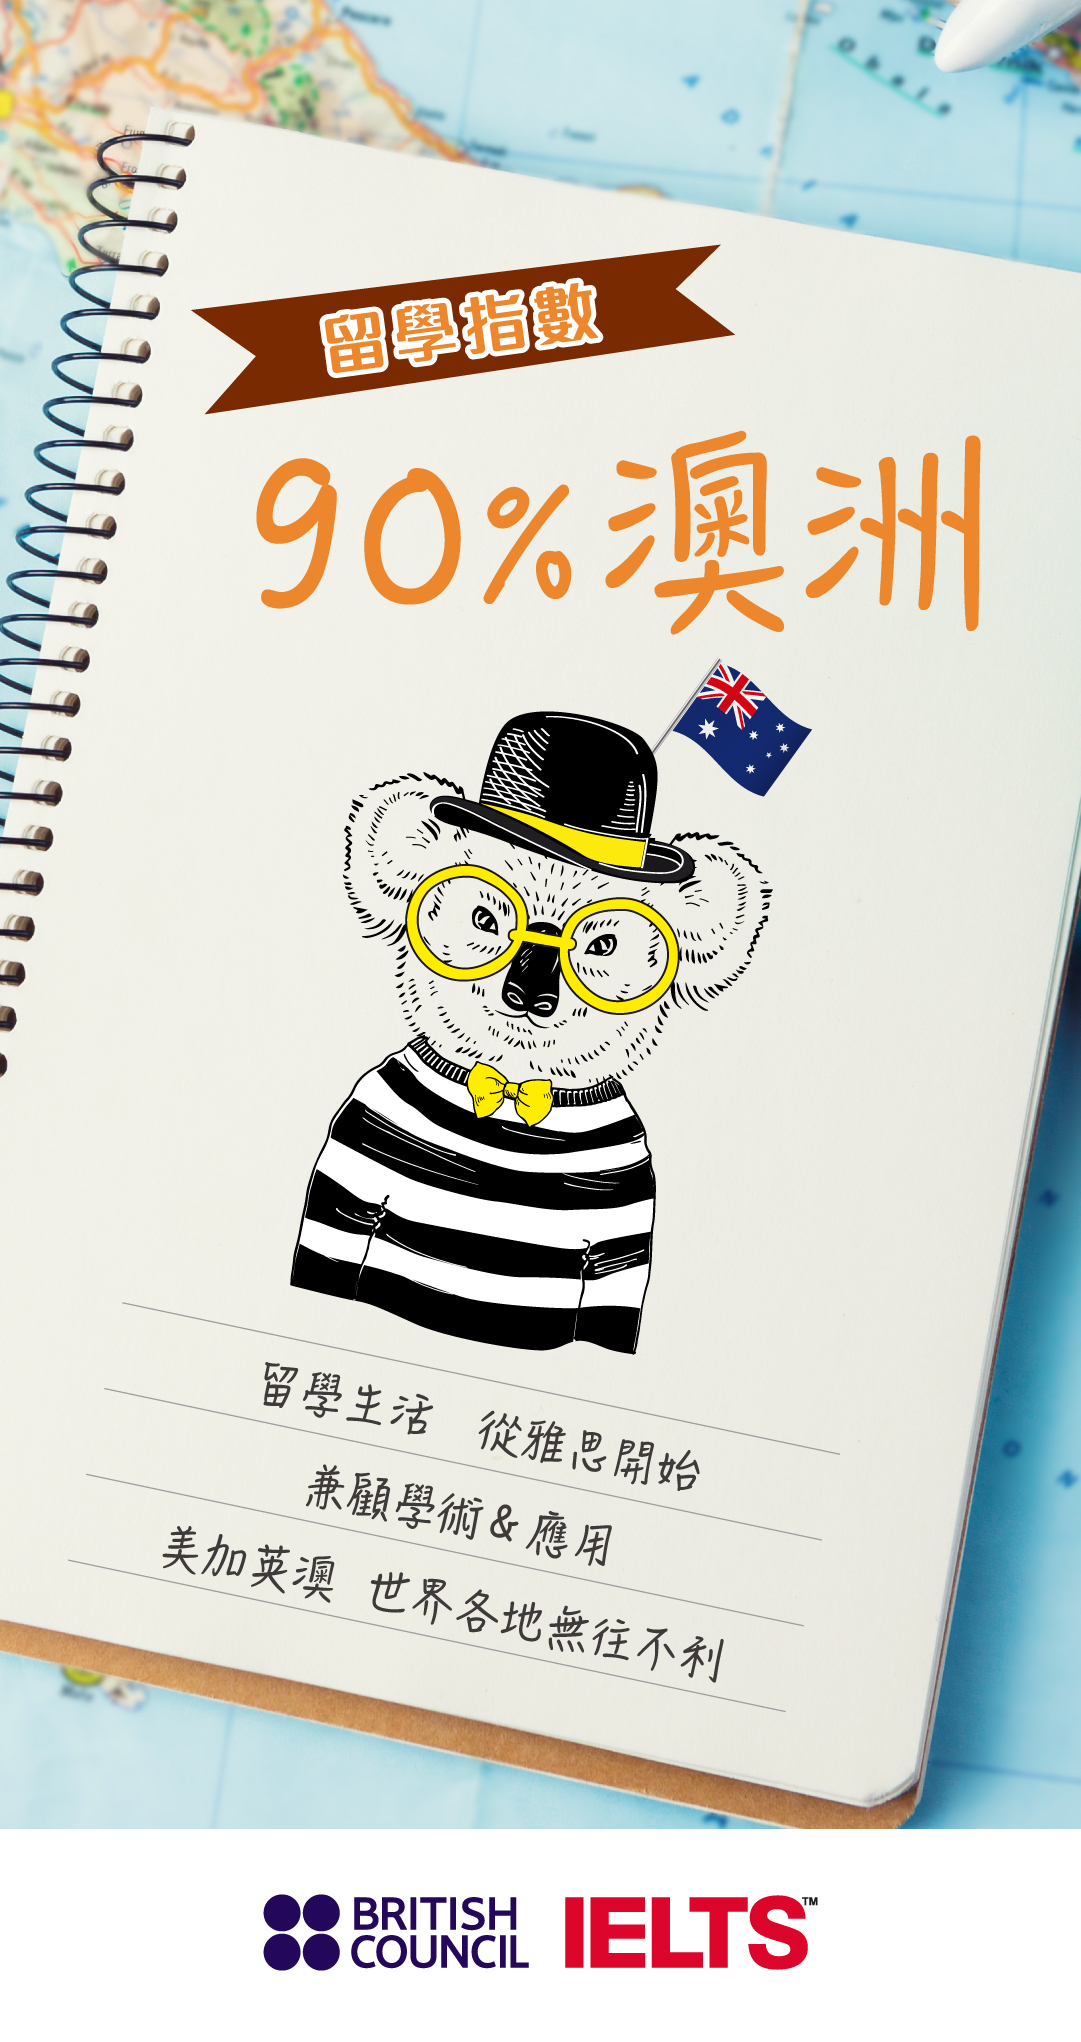 留學指數
90%澳洲
留學生活 從雅思開始
兼顧學術&應用
美加英澳 世界各地無往不利
BRITISH
COUNCIL
IELTS™